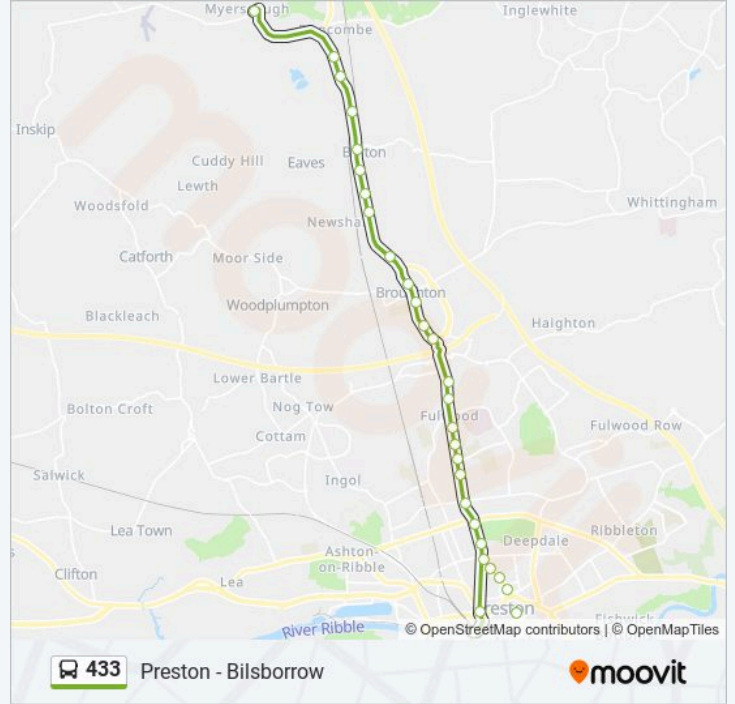 Inglewhite
Inskip
Cuddy Hill
Eaves
Lewth
Woodsfold
Whittingham
Catforth
Moor Side
Woodplumpton
Blackleach
Haighton
Lower Bartle
Nog Tow
Bolton Croft
Fulwood Row
Cottam
Salwick
Ingol
Lea Town
Ribbleton
Deepdale
Ashton-
on-Ribble
Clifton
Lea
River Ribble
© OpenStreetMap contributors | © OpenMapTiles
433 Preston - Bilsborrow
moovit